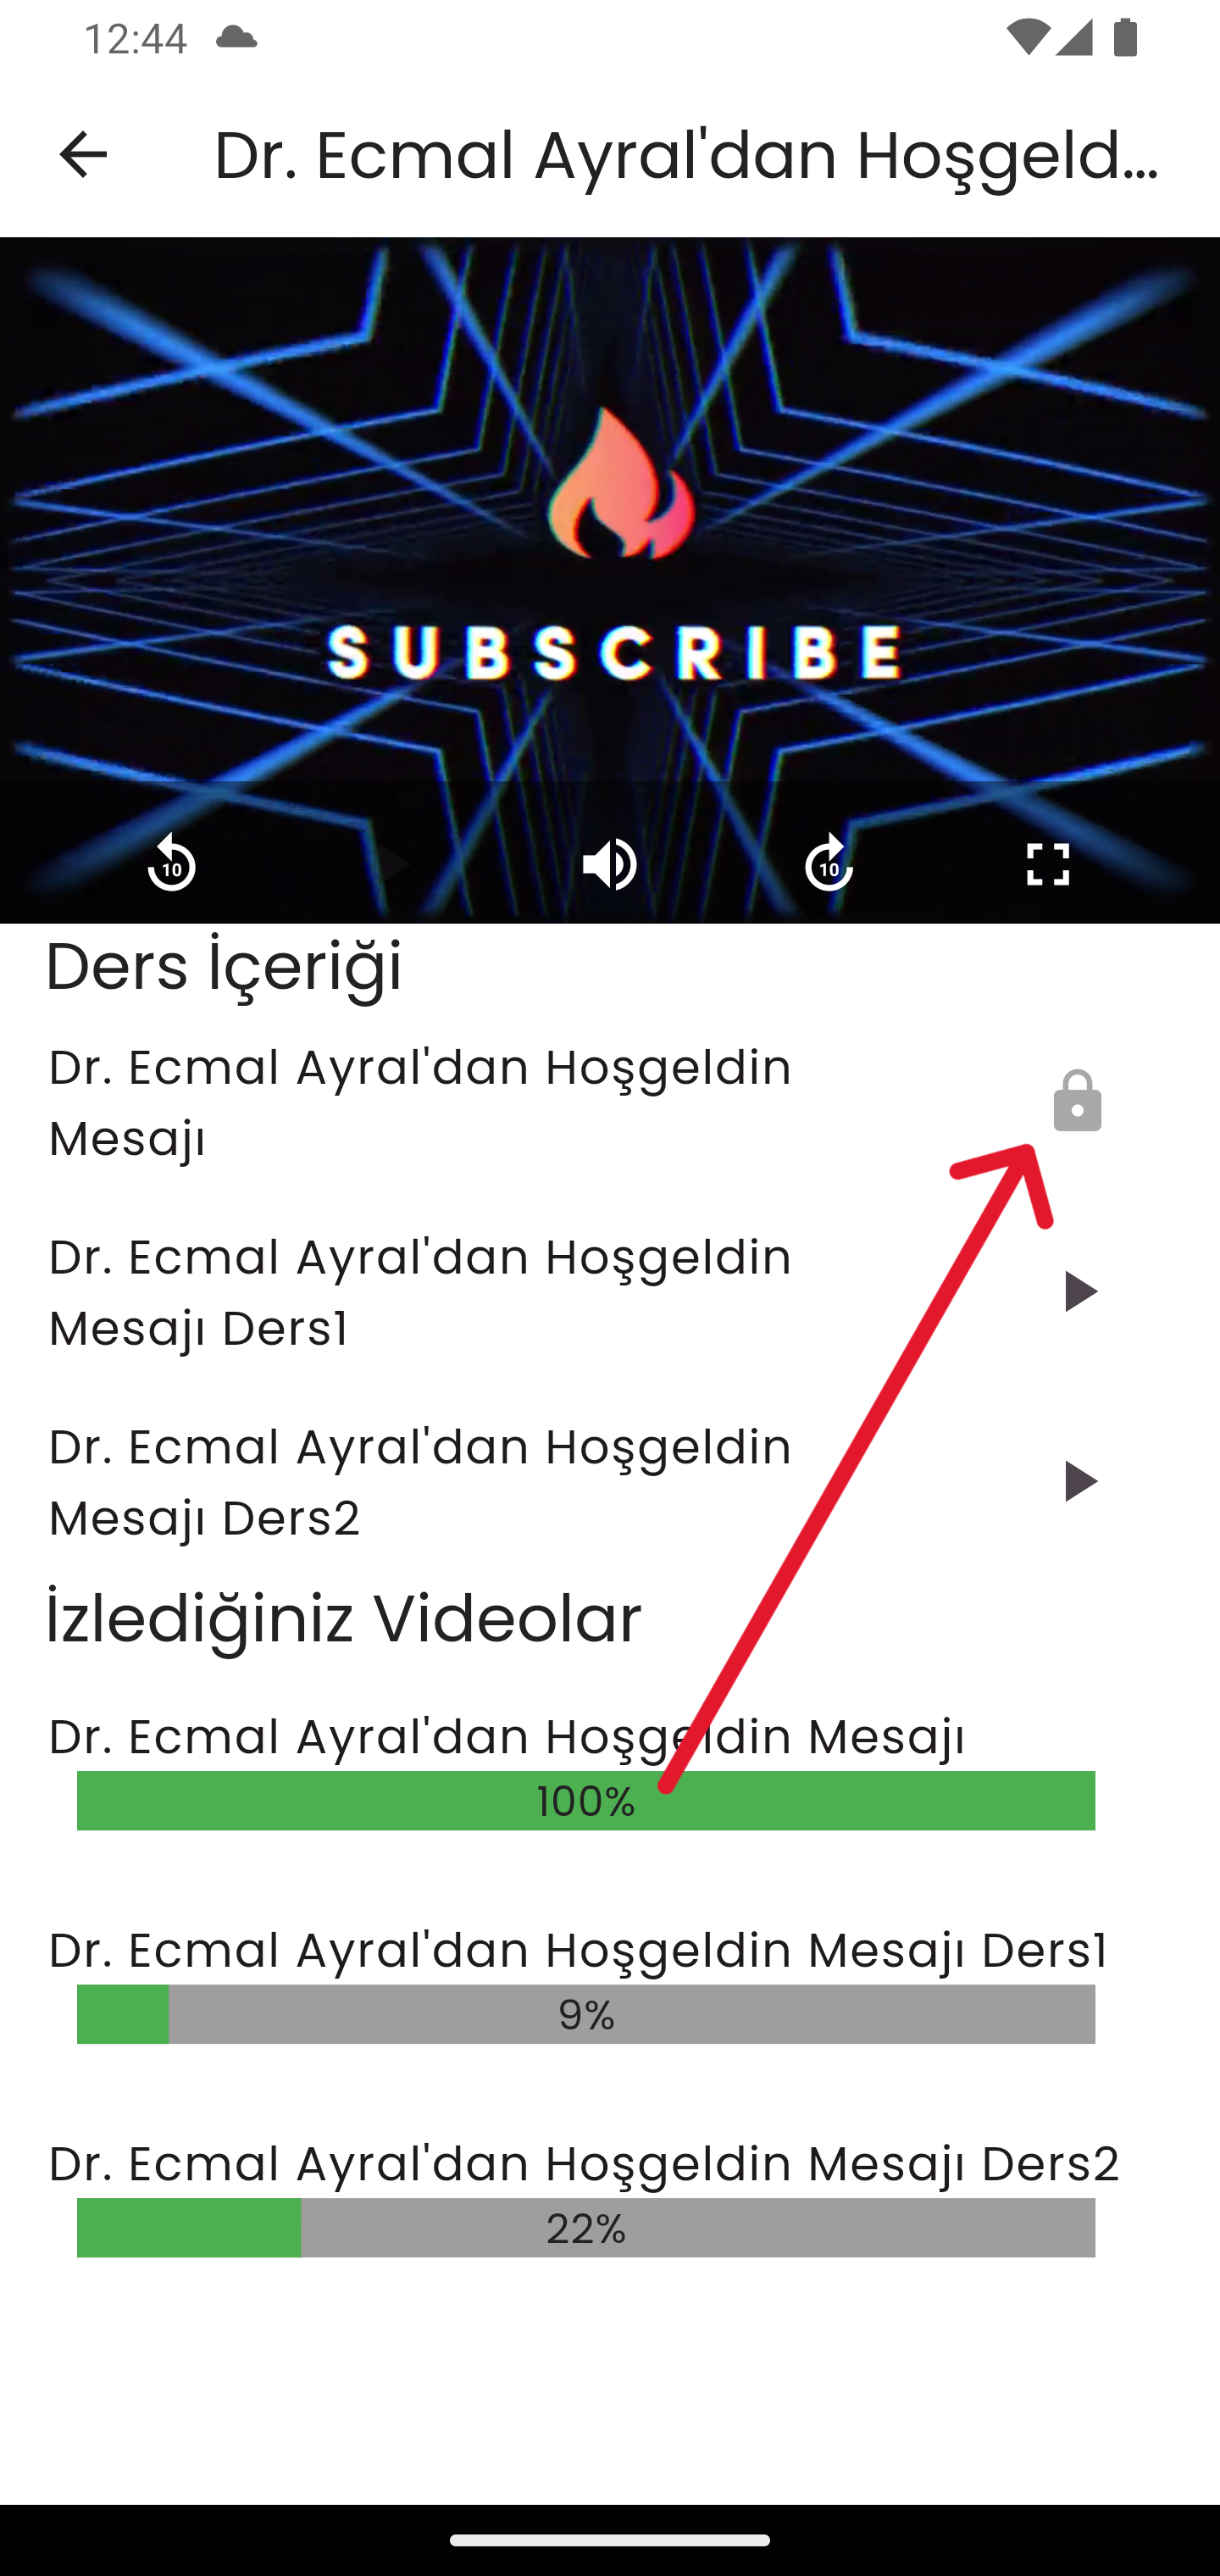 12:44
Dr. Ecmal Ayral'dan Hoşgeld...
SUBSCRIBE
10
10
Ders İçeriği
Dr. Ecmal Ayral'dan Hoşgeldin
Mesajı
Dr. Ecmal Ayral'dan Hoşgeldin
Mesajı Ders1
Dr. Ecmal Ayral'dan Hoşgeldin
Mesajı Ders2
İzlediğiniz Videolar
Dr. Ecmal Ayral'dan Hoşgeldin Mesajı
100%
Dr. Ecmal Ayral'dan Hoşgeldin Mesajı Ders1
9%
Dr. Ecmal Ayral'dan Hoşgeldin Mesajı Ders2
22%